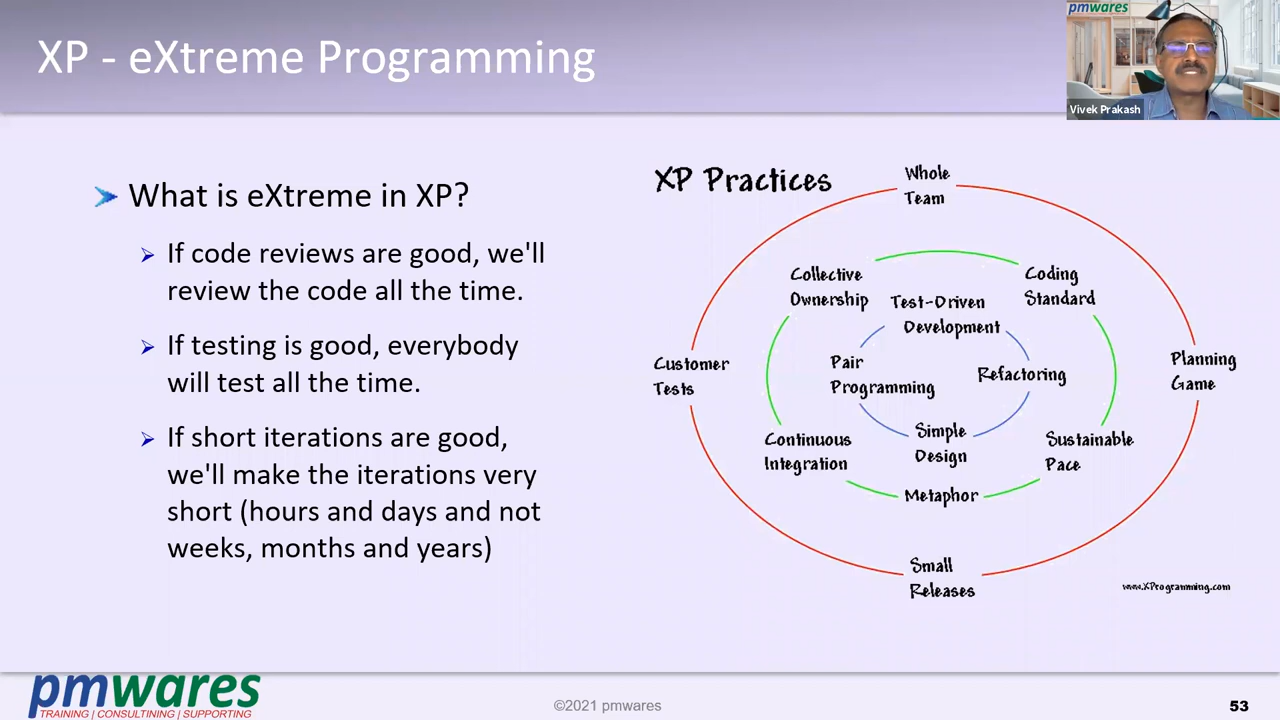 XP - eXtreme Programming
pmwares
Vivek Prakash
What is eXtreme in XP?
If code reviews are good, we'll
review the code all the time.
If testing is good, everybody
will test all the time.
If short iterations are good,
we'll make the iterations very
short (hours and days and not
weeks, months and years)
XP Practices
Whole
Team
Collective
Ownership
Coding
Standard
Test-Driven
Development
Customer
Tests
Pair
Programming
Refactoring
Planning
Game
Continuous
Integration
Simple
Design
Sustainable
Pace
Metaphor
Small
Releases
www.XProgramming.com
pmwares
TRAINING | CONSULTINING | SUPPORTING
©2021 pmwares
53